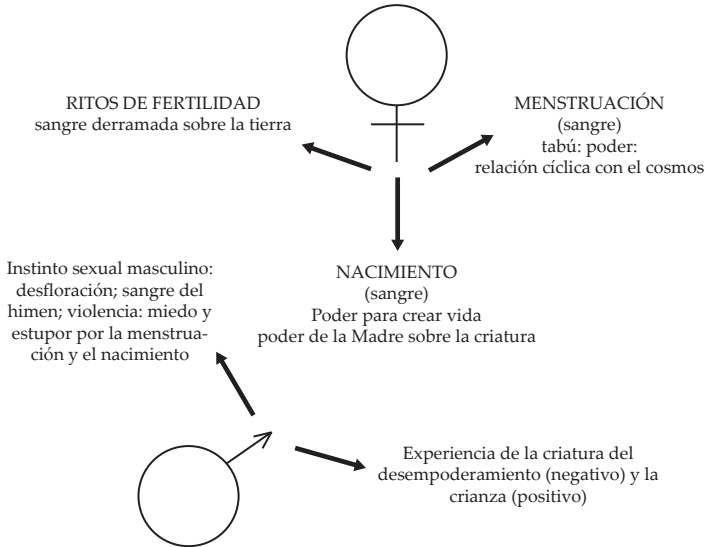 RITOS DE FERTILIDAD
sangre derramada sobre la tierra
MENSTRUACIÓN
(sangre)
tabú: poder:
relación cíclica con el cosmos
Instinto sexual masculino:
desfloración; sangre del
himen; violencia: miedo y
estupor por la menstrua-
ción y el nacimiento
NACIMIENTO
(sangre)
Poder para crear vida
poder de la Madre sobre la criatura
Experiencia de la criatura del
desempoderamiento (negativo) y la
crianza (positivo)